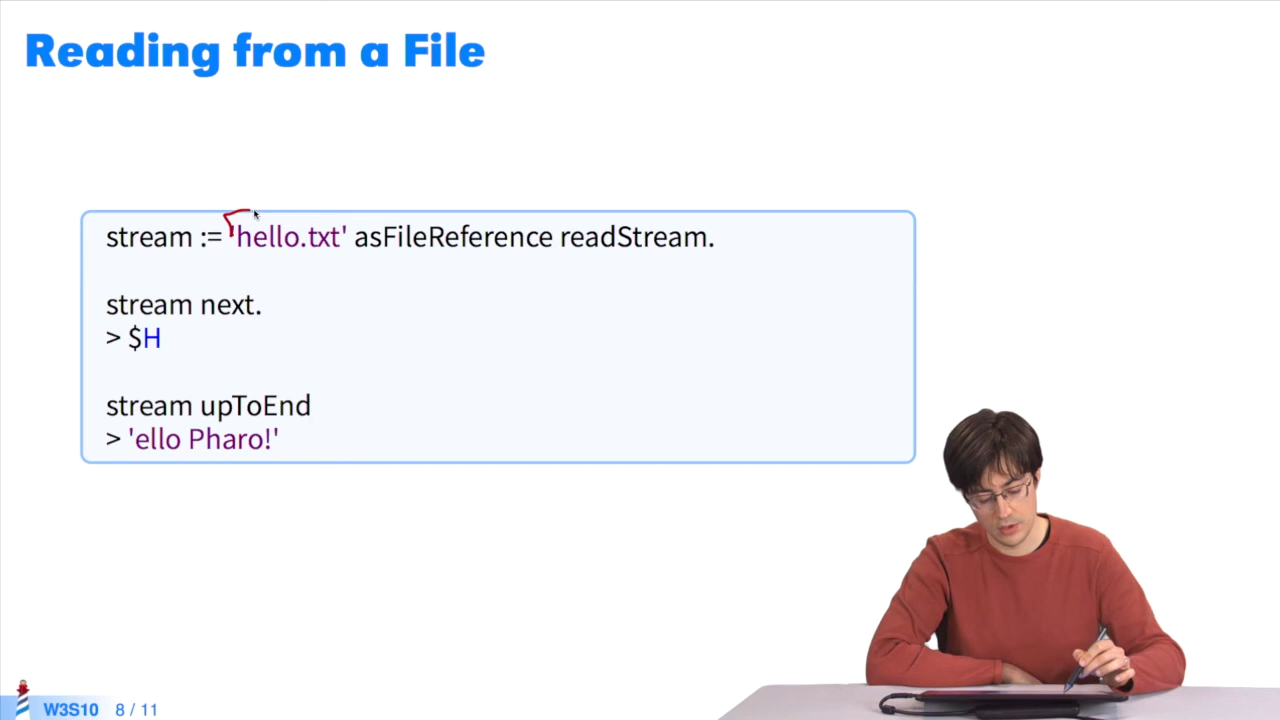 Reading from a File
stream := 'hello.txt' asFileReference readStream.
stream next.
> $H
stream upToEnd
> 'ello Pharo!'
W3S10 8 / 11